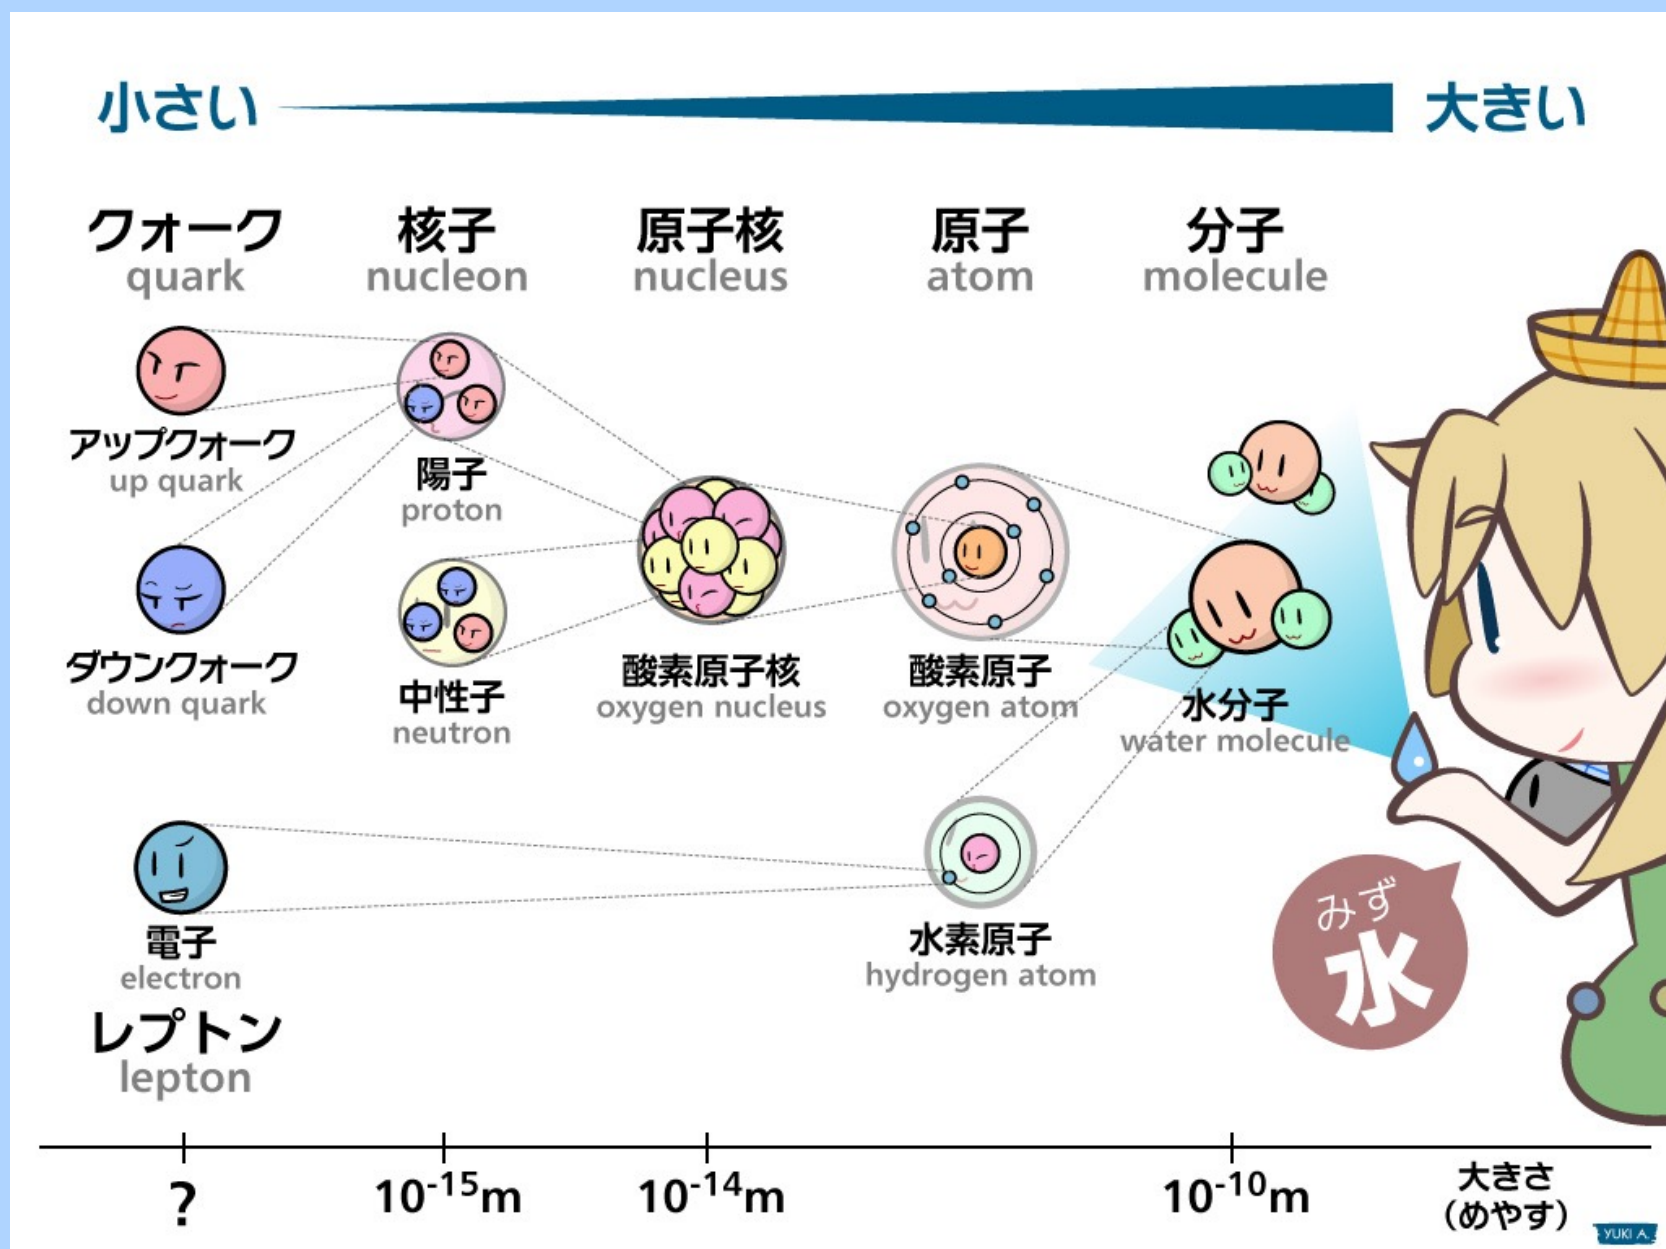 小さい
大きい
クォーク
quark
核子
nucleon
原子核
nucleus
原子
atom
分子
molecule
アップクォーク
up quark
陽子
proton
ダウンクォーク
down quark
中性子
neutron
酸素原子核
oxygen nucleus
酸素原子
oxygen atom
水分子
water molecule
電子
electron
レプトン
lepton
水素原子
hydrogen atom
みず
水
?
10⁻¹⁵m
10⁻¹⁴m
10⁻¹⁰m
大きさ
(めやす)
YUKI A.